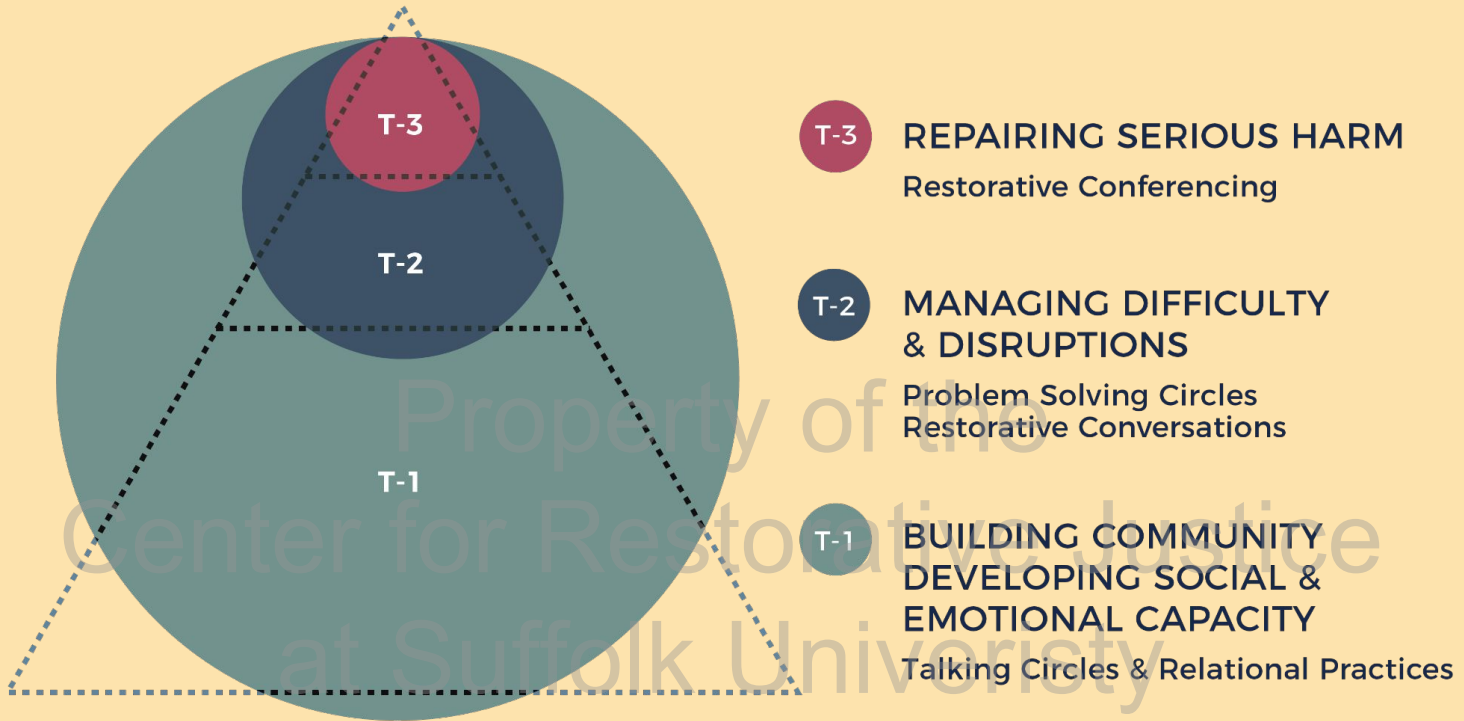 T-3
T-2
T-1
T-3
REPAIRING SERIOUS HARM
Restorative Conferencing
T-2
MANAGING DIFFICULTY
& DISRUPTIONS
Problem Solving Circles
Restorative Conversations
T-1
BUILDING COMMUNITY
DEVELOPING SOCIAL &
EMOTIONAL CAPACITY
Talking Circles & Relational Practices
Property of the
Center for Restorative Justice
at Suffolk Univeristy